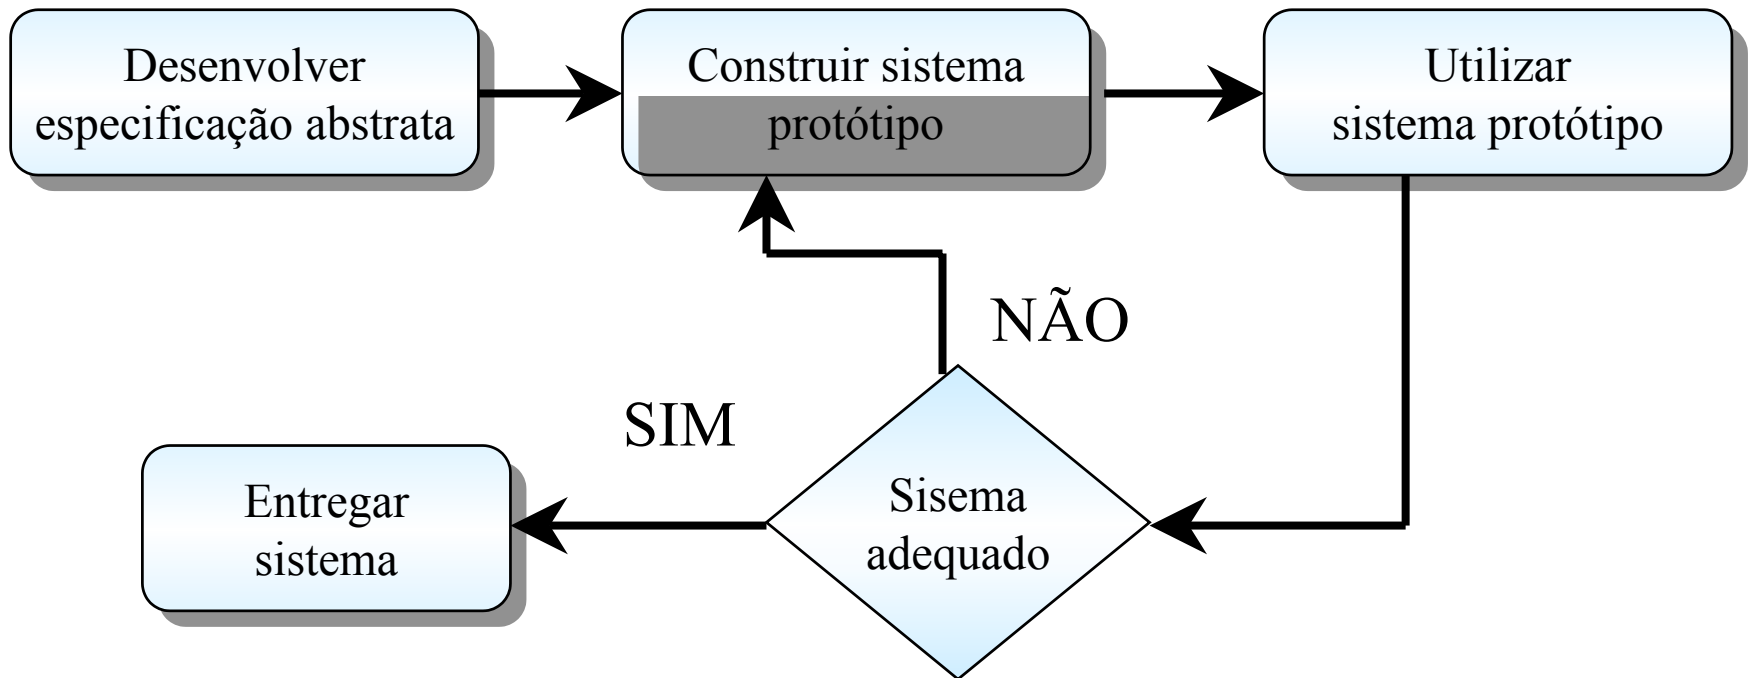 Desenvolver
especificação abstrata
Construir sistema
protótipo
Utilizar
sistema protótipo
NÃO
SIM
Sisema
adequado
Entregar
sistema